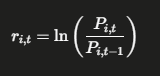 r_{i,t} = ln(P_{i,t} / P_{i,t-1})